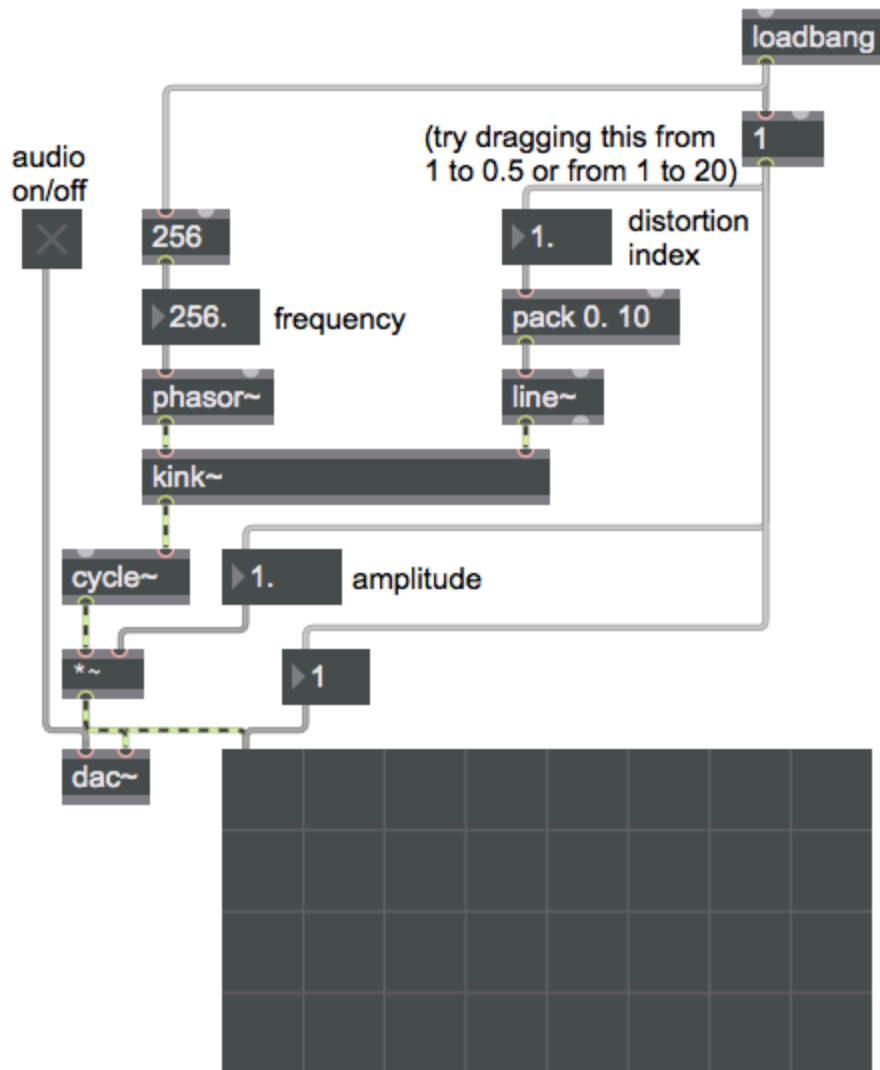 loadbang
(try dragging this from
1 to 0.5 or from 1 to 20)
1
audio
on/off
256
1.
distortion
index
256.
frequency
pack 0. 10
phasor~
line~
kink~
cycle~
1.
amplitude
*~
1
dac~